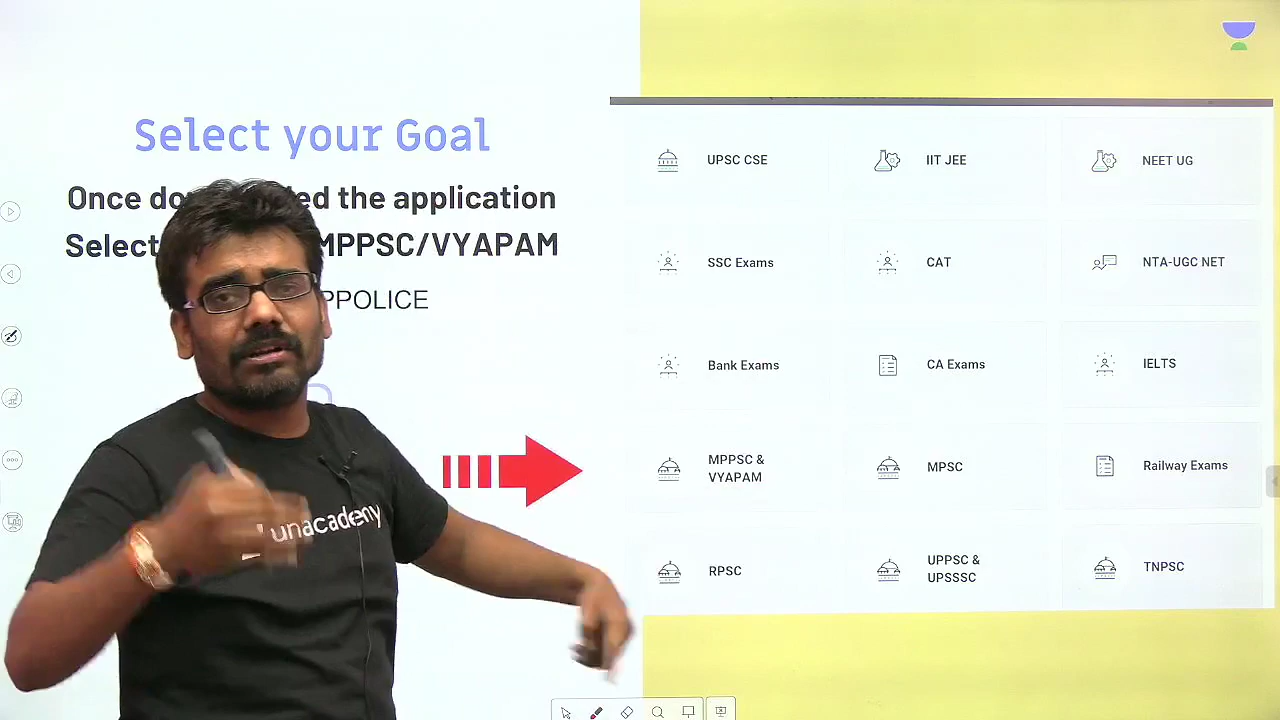 Select your Goal
Once ed the application
Select MPPSC/VYAPAM
PPOLICE
unacademy
UPSC CSE
IIT JEE
NEET UG
SSC Exams
CAT
NTA-UGC NET
Bank Exams
CA Exams
IELTS
MPPSC &
VYAPAM
MPSC
Railway Exams
RPSC
UPPSC &
UPSSSC
TNPSC